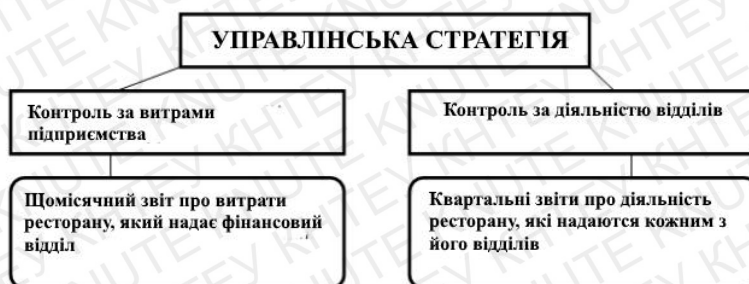 УПРАВЛІНСЬКА СТРАТЕГІЯ
Контроль за витрами
підприємства
Контроль за діяльністю відділів
Щомісячний звіт про витрати
ресторану, який надає фінансовий
відділ
Квартальні звіти про діяльність
ресторану, які надаются кожним з
його відділів